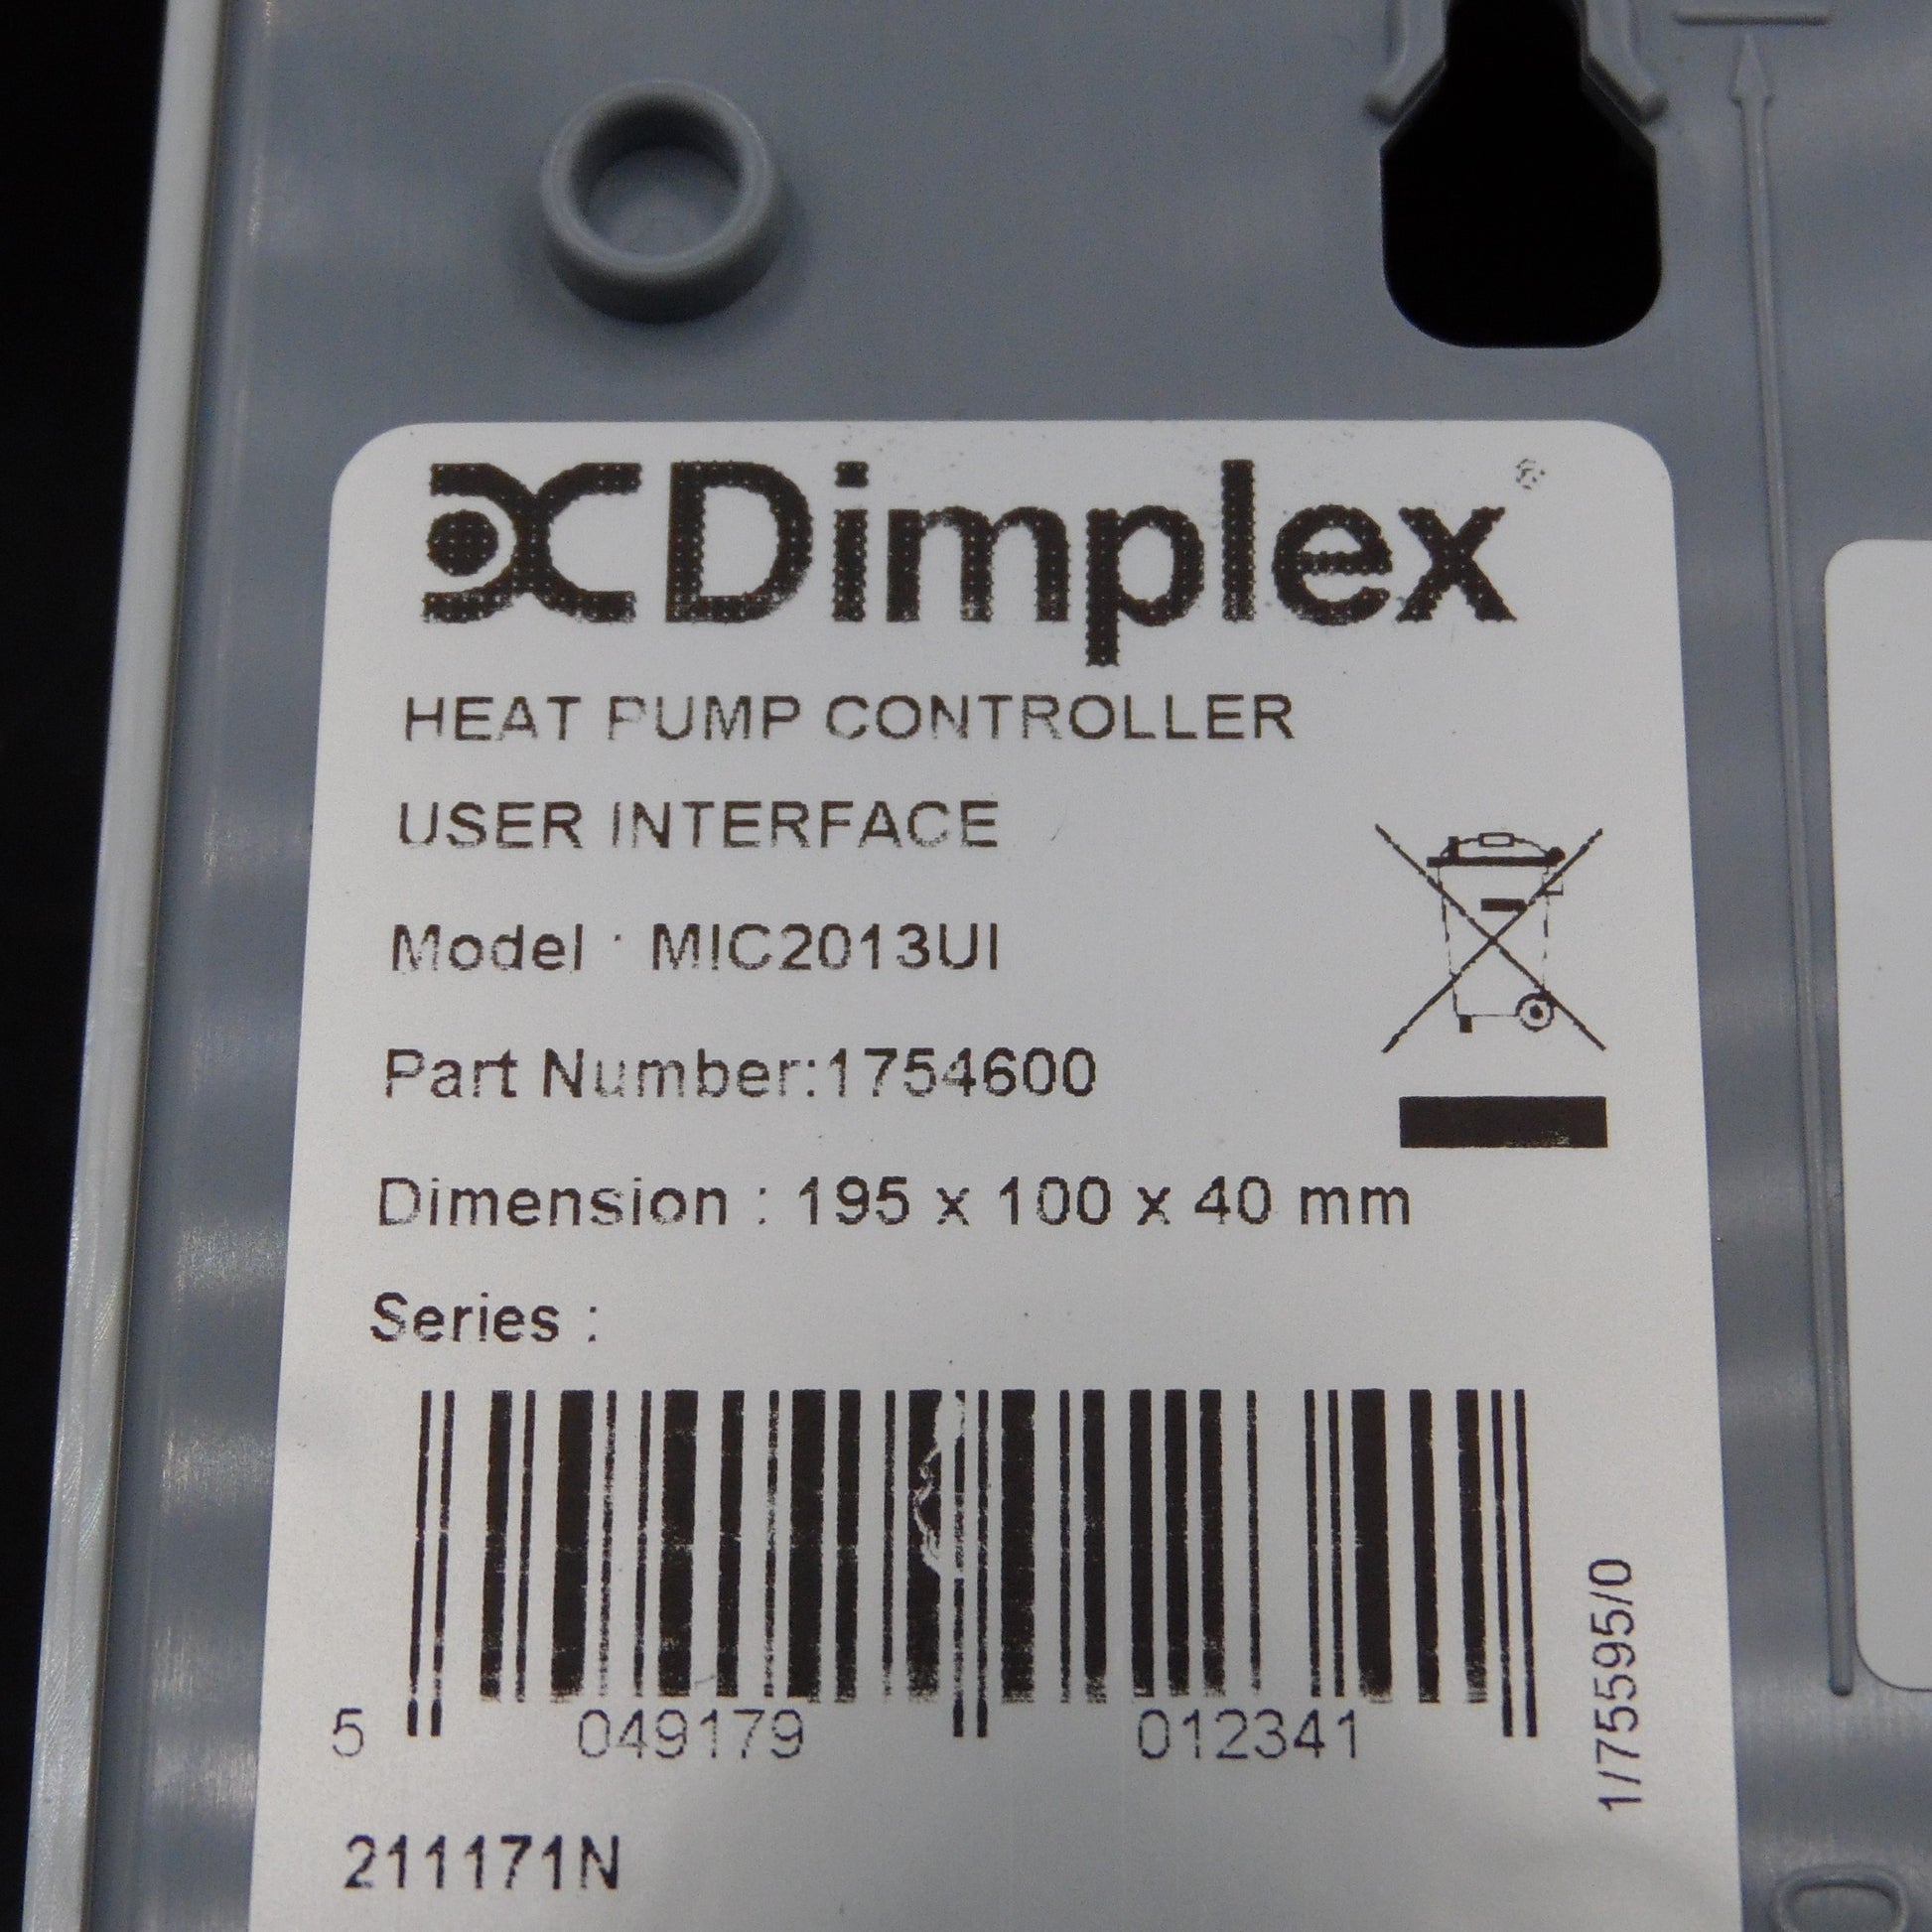 Dimplex®
HEAT PUMP CONTROLLER
USER INTERFACE
Model : MIC2013UI
Part Number:1754600
Dimension : 195 x 100 x 40 mm
Series :
5 049179 012341
1/75595/0
211171N